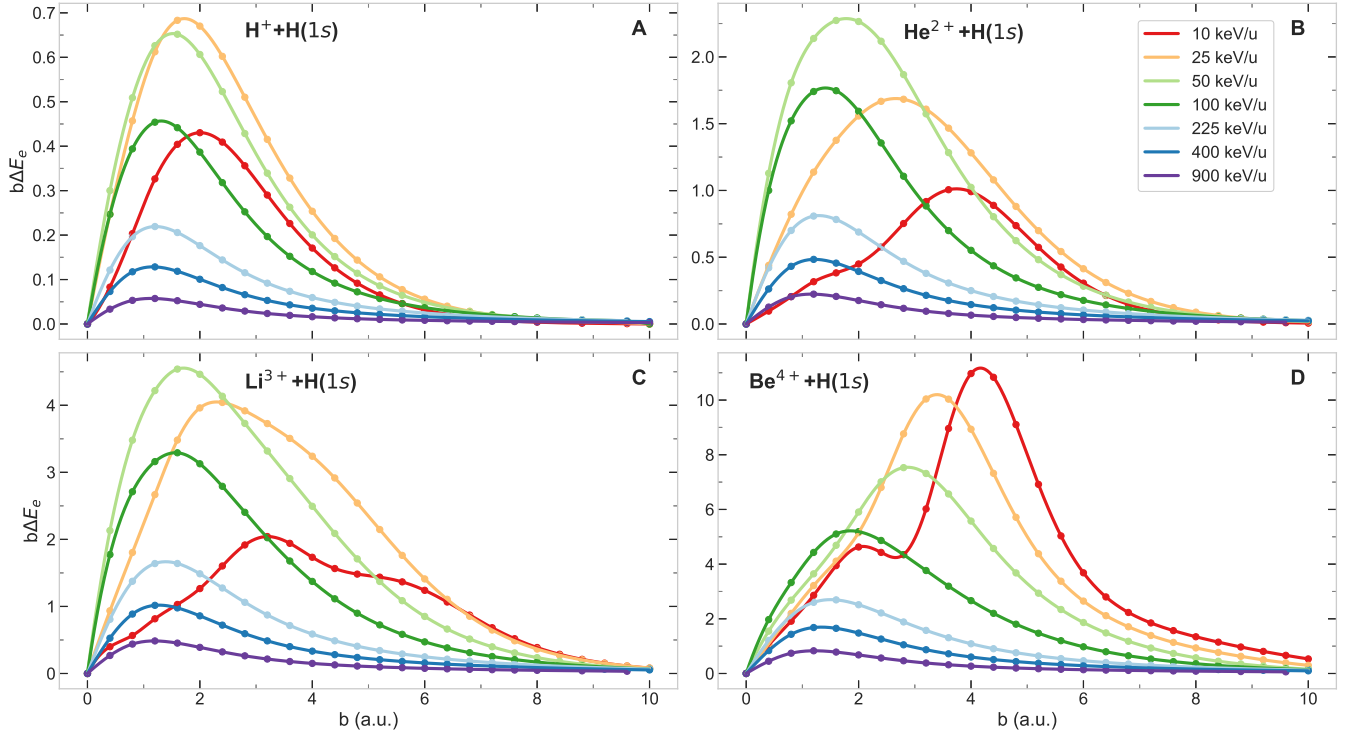 H⁺+H(1s)
A
0.7
0.6
0.5
0.4
0.3
0.2
0.1
0.0
bΔEₑ
He²⁺+H(1s)
B
10 keV/u
25 keV/u
50 keV/u
100 keV/u
225 keV/u
400 keV/u
900 keV/u
2.0
1.5
1.0
0.5
0.0
Li³⁺+H(1s)
C
4
3
2
1
0
bΔEₑ
0 2 4 6 8 10
b (a.u.)
Be⁴⁺+H(1s)
D
10
8
6
4
2
0
0 2 4 6 8 10
b (a.u.)